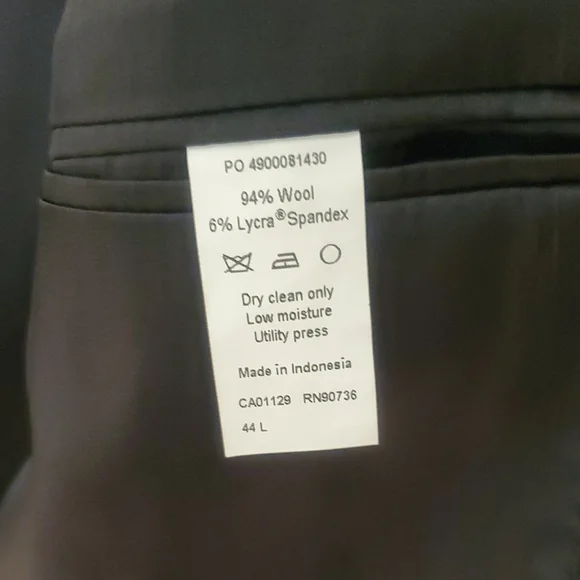 PO 4900081430
94% Wool
6% Lycra®Spandex
Dry clean only
Low moisture
Utility press
Made in Indonesia
CA01129 RN90736
44 L